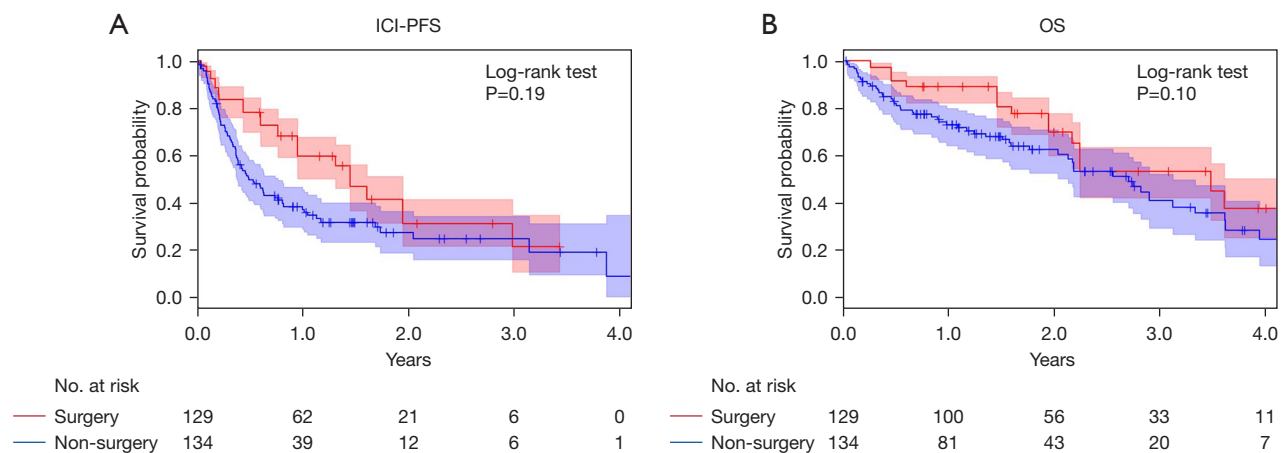 A
ICI-PFS
Log-rank test
P=0.19
Survival probability
1.0
0.8
0.6
0.4
0.2
0.0
0.0 1.0 2.0 3.0 4.0
Years
No. at risk
Surgery 129 62 21 6 0
Non-surgery 134 39 12 6 1
B
OS
Log-rank test
P=0.10
Survival probability
1.0
0.8
0.6
0.4
0.2
0.0
0.0 1.0 2.0 3.0 4.0
Years
No. at risk
Surgery 129 100 56 33 11
Non-surgery 134 81 43 20 7